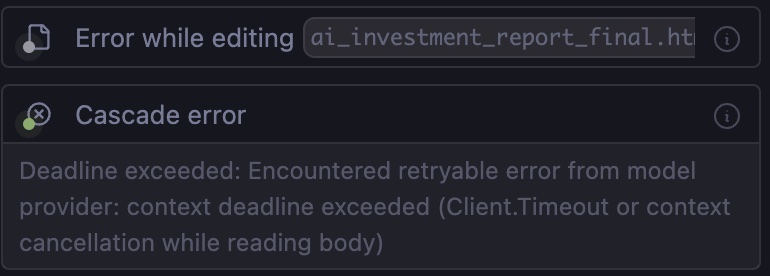 Error while editing ai_investment_report_final.htm
Cascade error
Deadline exceeded: Encountered retryable error from model
provider: context deadline exceeded (Client.Timeout or context
cancellation while reading body)